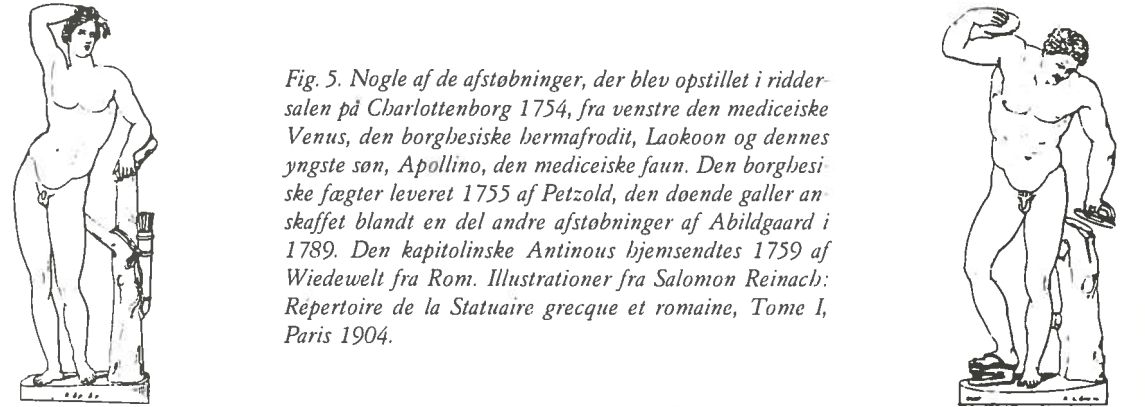 Fig. 5. Nogle af de afstøbninger, der blev opstillet i ridder-
salen på Charlottenborg 1754, fra venstre den mediceiske
Venus, den borghesiske hermafrodit, Laokoon og dennes
yngste søn, Apollino, den mediceiske faun. Den borghesi
ske fægter leveret 1755 af Petzold, den døende galler an-
skaffet blandt en del andre afstøbninger af Abildgaard i
1789. Den kapitolinske Antinous hjemsendtes 1759 af
Wiedewelt fra Rom. Illustrationer fra Salomon Reinach:
Répertoire de la Statuaire grecque et romaine, Tome I,
Paris 1904.